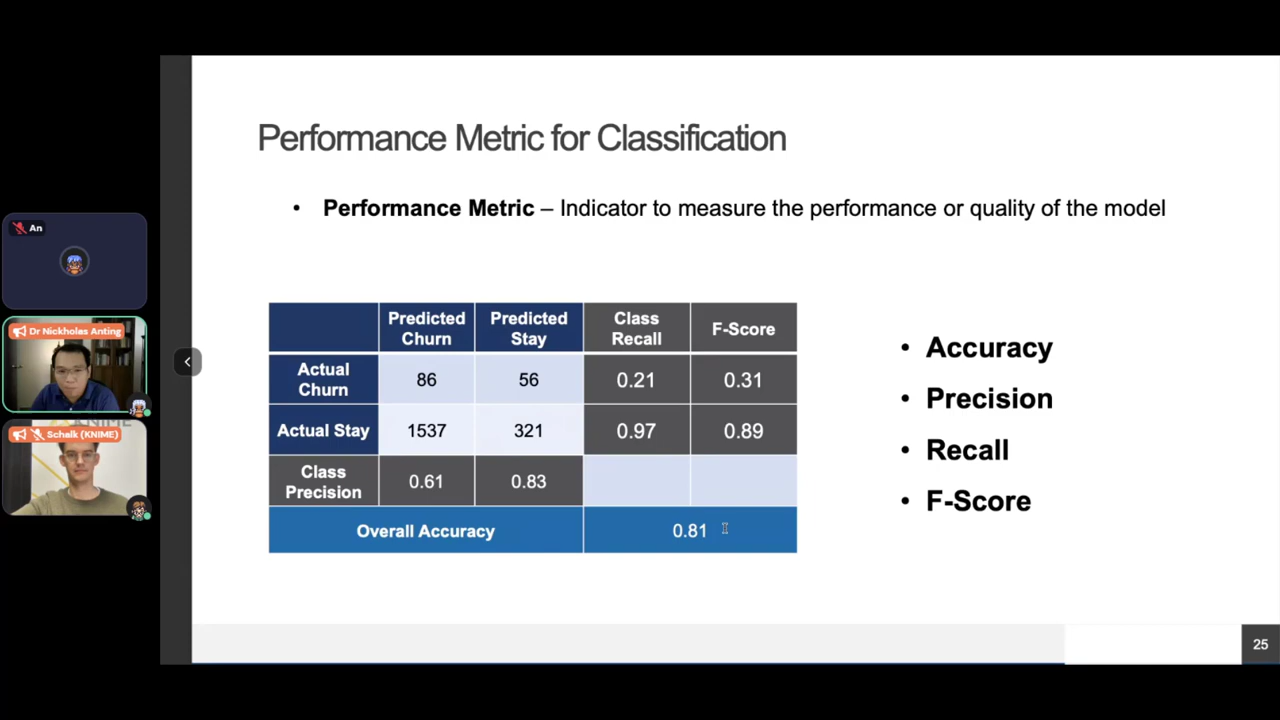 Performance Metric for Classification
• Performance Metric – Indicator to measure the performance or quality of the model
An
Dr Nickholas Anting
Schalk (KNIME)
Predicted Churn
Predicted Stay
Class Recall
F-Score
Actual Churn
86
56
0.21
0.31
Actual Stay
1537
321
0.97
0.89
Class Precision
0.61
0.83
Overall Accuracy
0.81
• Accuracy
• Precision
• Recall
• F-Score
25